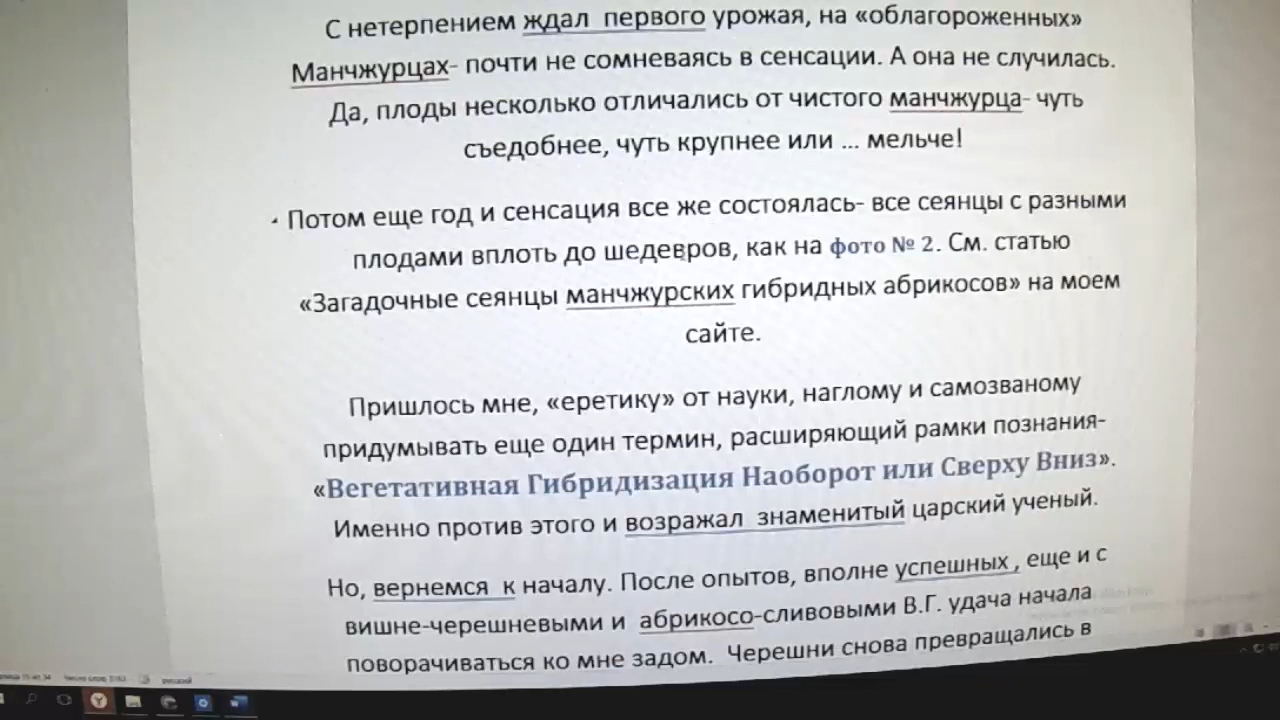 С нетерпением ждал  первого урожая, на «облагороженных»
Манчжурцах- почти не сомневаясь в сенсации. А она не случилась.
Да, плоды несколько отличались от чистого манчжурца- чуть
съедобнее, чуть крупнее или ... мельче!
Потом еще год и сенсация все же состоялась- все сеянцы с разными
плодами вплоть до шедевров, как на фото № 2. См. статью
«Загадочные сеянцы манчжурских гибридных абрикосов» на моем
сайте.
Пришлось мне, «еретику» от науки, наглому и самозваному
придумывать еще один термин, расширяющий рамки познания-
«Вегетативная Гибридизация Наоборот или Сверху Вниз».
Именно против этого и возражал  знаменитый царский ученый.
Но, вернемся  к началу. После опытов, вполне успешных , еще и с
вишне-черешневыми и  абрикосо-сливовыми В.Г. удача начала
поворачиваться ко мне задом.  Черешни снова превращались в
русский